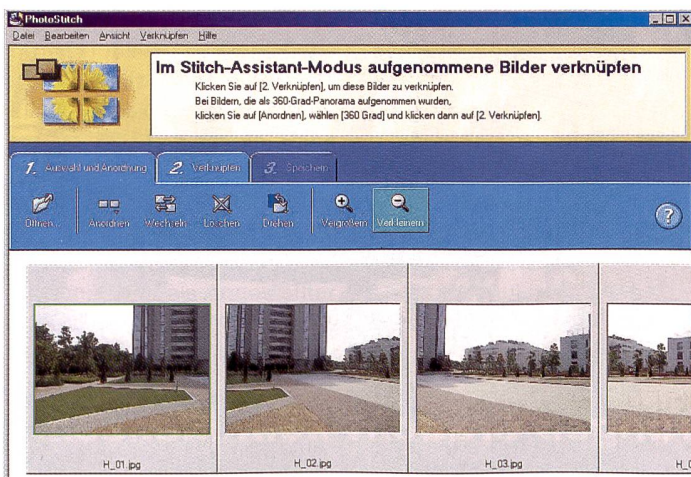 PhotoStitch
Datei Bearbeiten Ansicht Verknüpfen Hilfe
Im Stitch-Assistant-Modus aufgenommene Bilder verknüpfen
Klicken Sie auf [2. Verknüpfen], um diese Bilder zu verknüpfen.
Bei Bildern, die als 360-Grad-Panorama aufgenommen wurden,
klicken Sie auf [Anordnen], wählen [360 Grad] und klicken dann auf [2. Verknüpfen].
1. Auswahl und Anordnung 2. Verknüpfen 3. Speichern
Öffnen... Anordnen Wechseln... Löschen Drehen Vergrößern Verkleinern ?
H_01.jpg H_02.jpg H_03.jpg